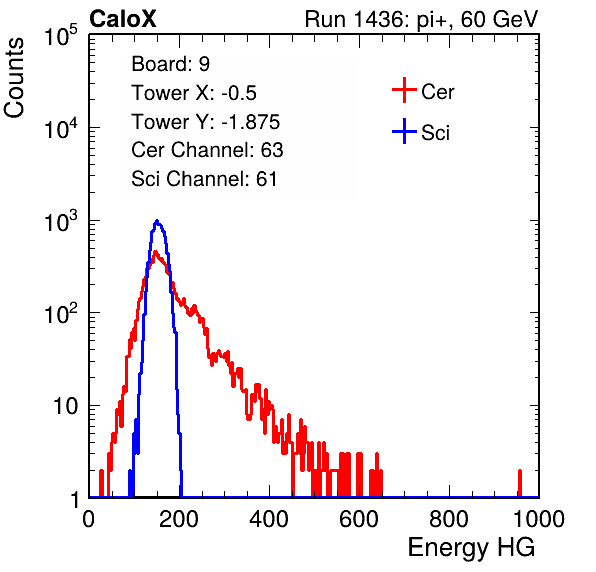 CaloX Run 1436: pi+, 60 GeV
Board: 9
Tower X: -0.5
Tower Y: -1.875
Cer Channel: 63
Sci Channel: 61
Cer
Sci
Counts
10^5
10^4
10^3
10^2
10
1
0 200 400 600 800 1000
Energy HG